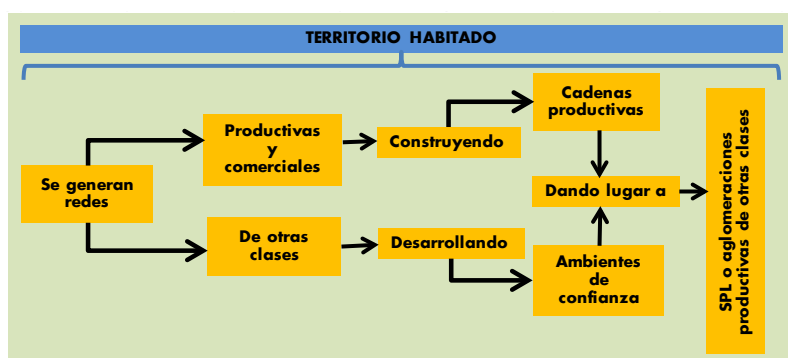 TERRITORIO HABITADO
Se generan
redes
Productivas
y
comerciales
Construyendo
Cadenas
productivas
De otras
clases
Desarrollando
Ambientes
de
confianza
Dando lugar a
SPL o aglomeraciones
productivas de otras clases